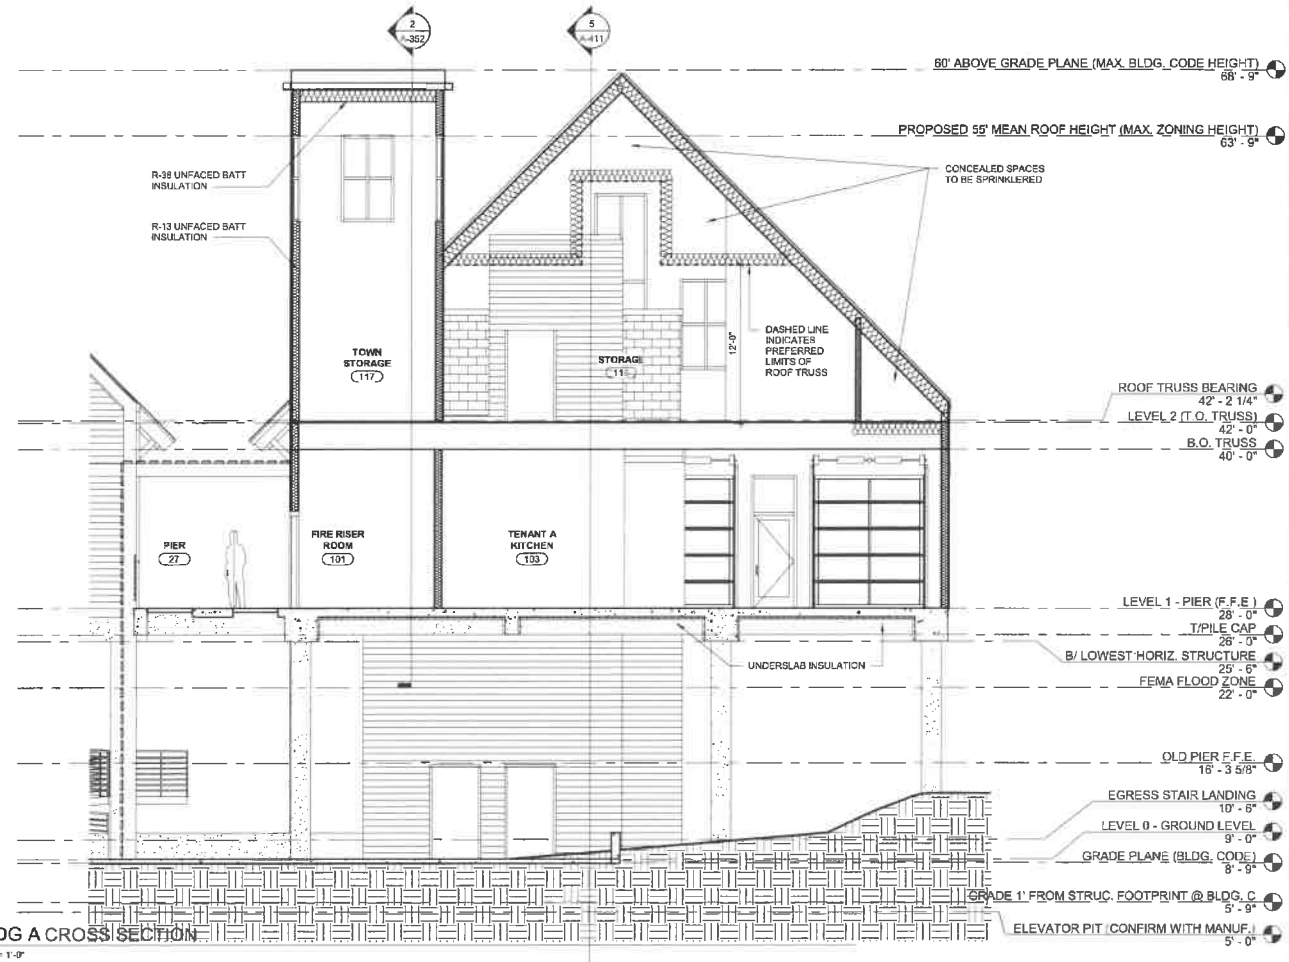 2
A-352
5
A-411
60' ABOVE GRADE PLANE (MAX. BLDG. CODE HEIGHT)
68' - 9"
PROPOSED 55' MEAN ROOF HEIGHT (MAX. ZONING HEIGHT)
63' - 9"
R-38 UNFACED BATT
INSULATION
CONCEALED SPACES
TO BE SPRINKLERED
R-13 UNFACED BATT
INSULATION
12'-0"
DASHED LINE
INDICATES
PREFERRED
LIMITS OF
ROOF TRUSS
TOWN
STORAGE
117
STORAGE
ROOF TRUSS BEARING
42' - 2 1/4"
LEVEL 2 (T.O. TRUSS)
42' - 0"
B.O. TRUSS
40' - 0"
PIER
27
FIRE RISER
ROOM
101
TENANT A
KITCHEN
103
LEVEL 1 - PIER (F.F.E.)
28' - 0"
T/PILE CAP
26' - 0"
B/ LOWEST HORIZ. STRUCTURE
25' - 6"
UNDERSLAB INSULATION
FEMA FLOOD ZONE
22' - 0"
OLD PIER F.F.E.
16' - 3 5/8"
EGRESS STAIR LANDING
10' - 6"
LEVEL 0 - GROUND LEVEL
9' - 0"
GRADE PLANE (BLDG. CODE)
8' - 9"
GRADE 1' FROM STRUC. FOOTPRINT @ BLDG. C
5' - 9"
ELEVATOR PIT (CONFIRM WITH MANUF.)
5' - 0"
DG A CROSS SECTION
= 1'-0"